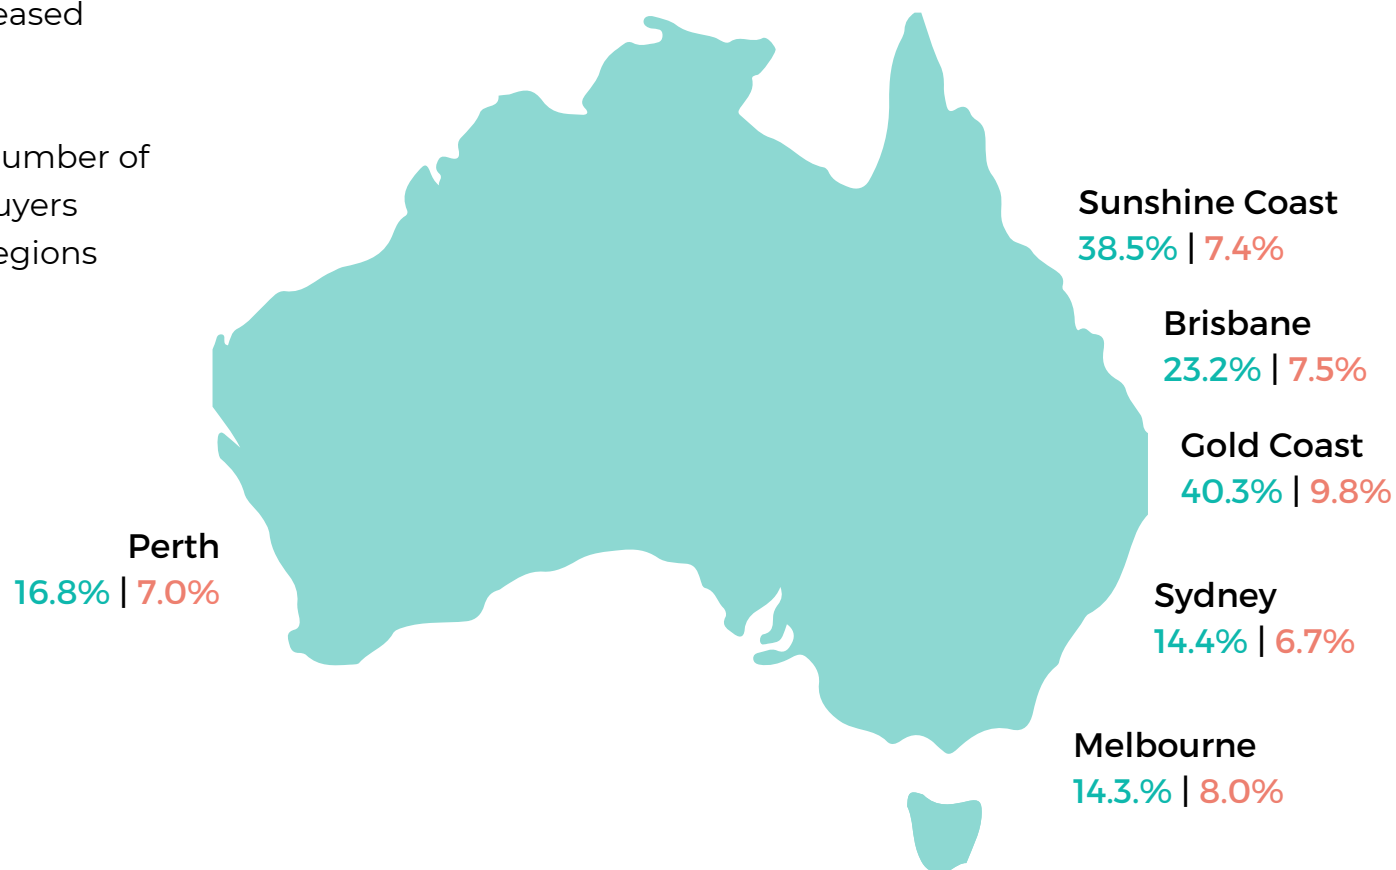 eased
umber of
uyers
egions
Sunshine Coast
38.5% | 7.4%
Brisbane
23.2% | 7.5%
Gold Coast
40.3% | 9.8%
Perth
16.8% | 7.0%
Sydney
14.4% | 6.7%
Melbourne
14.3.% | 8.0%